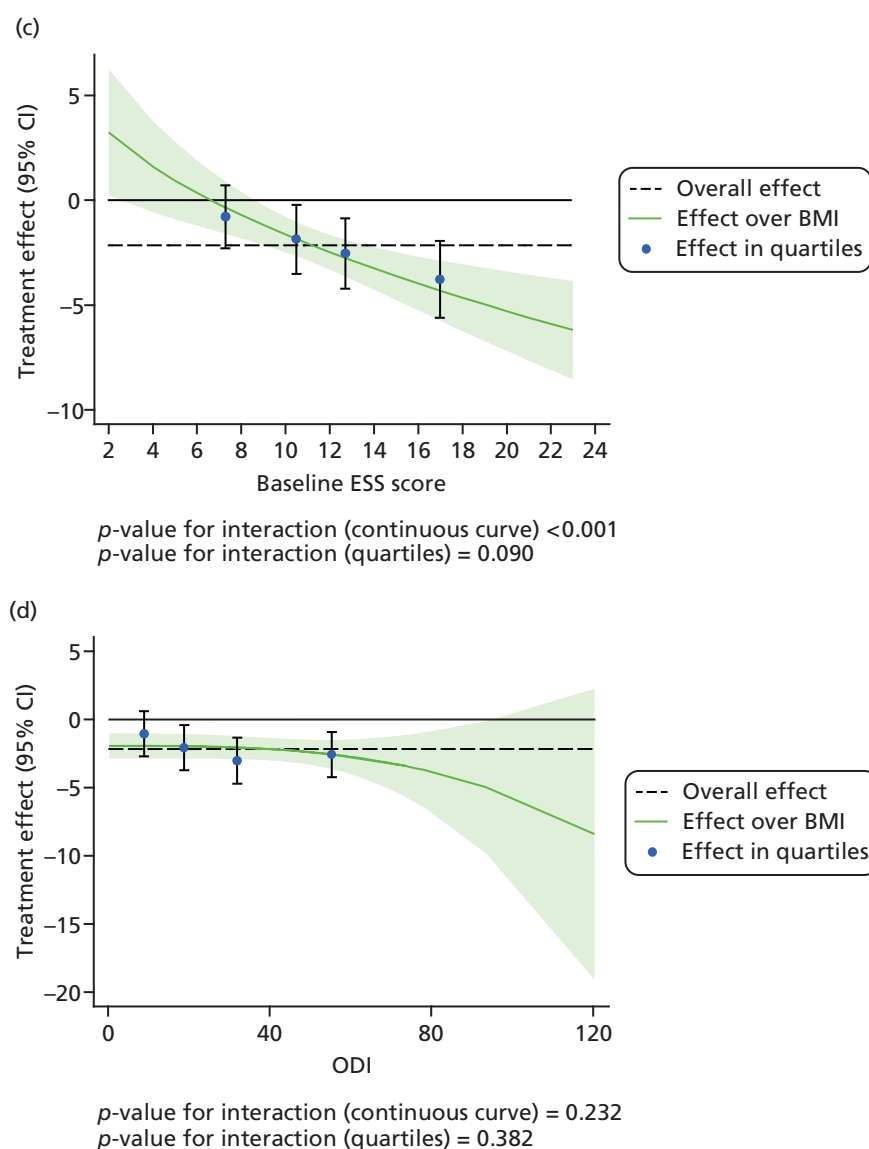 (c)
Treatment effect (95% CI)
5
0
−5
−10
2 4 6 8 10 12 14 16 18 20 22 24
Baseline ESS score
Overall effect
Effect over BMI
Effect in quartiles
p-value for interaction (continuous curve) <0.001
p-value for interaction (quartiles) = 0.090
(d)
Treatment effect (95% CI)
5
0
−5
−10
−15
−20
0 40 80 120
ODI
Overall effect
Effect over BMI
Effect in quartiles
p-value for interaction (continuous curve) = 0.232
p-value for interaction (quartiles) = 0.382